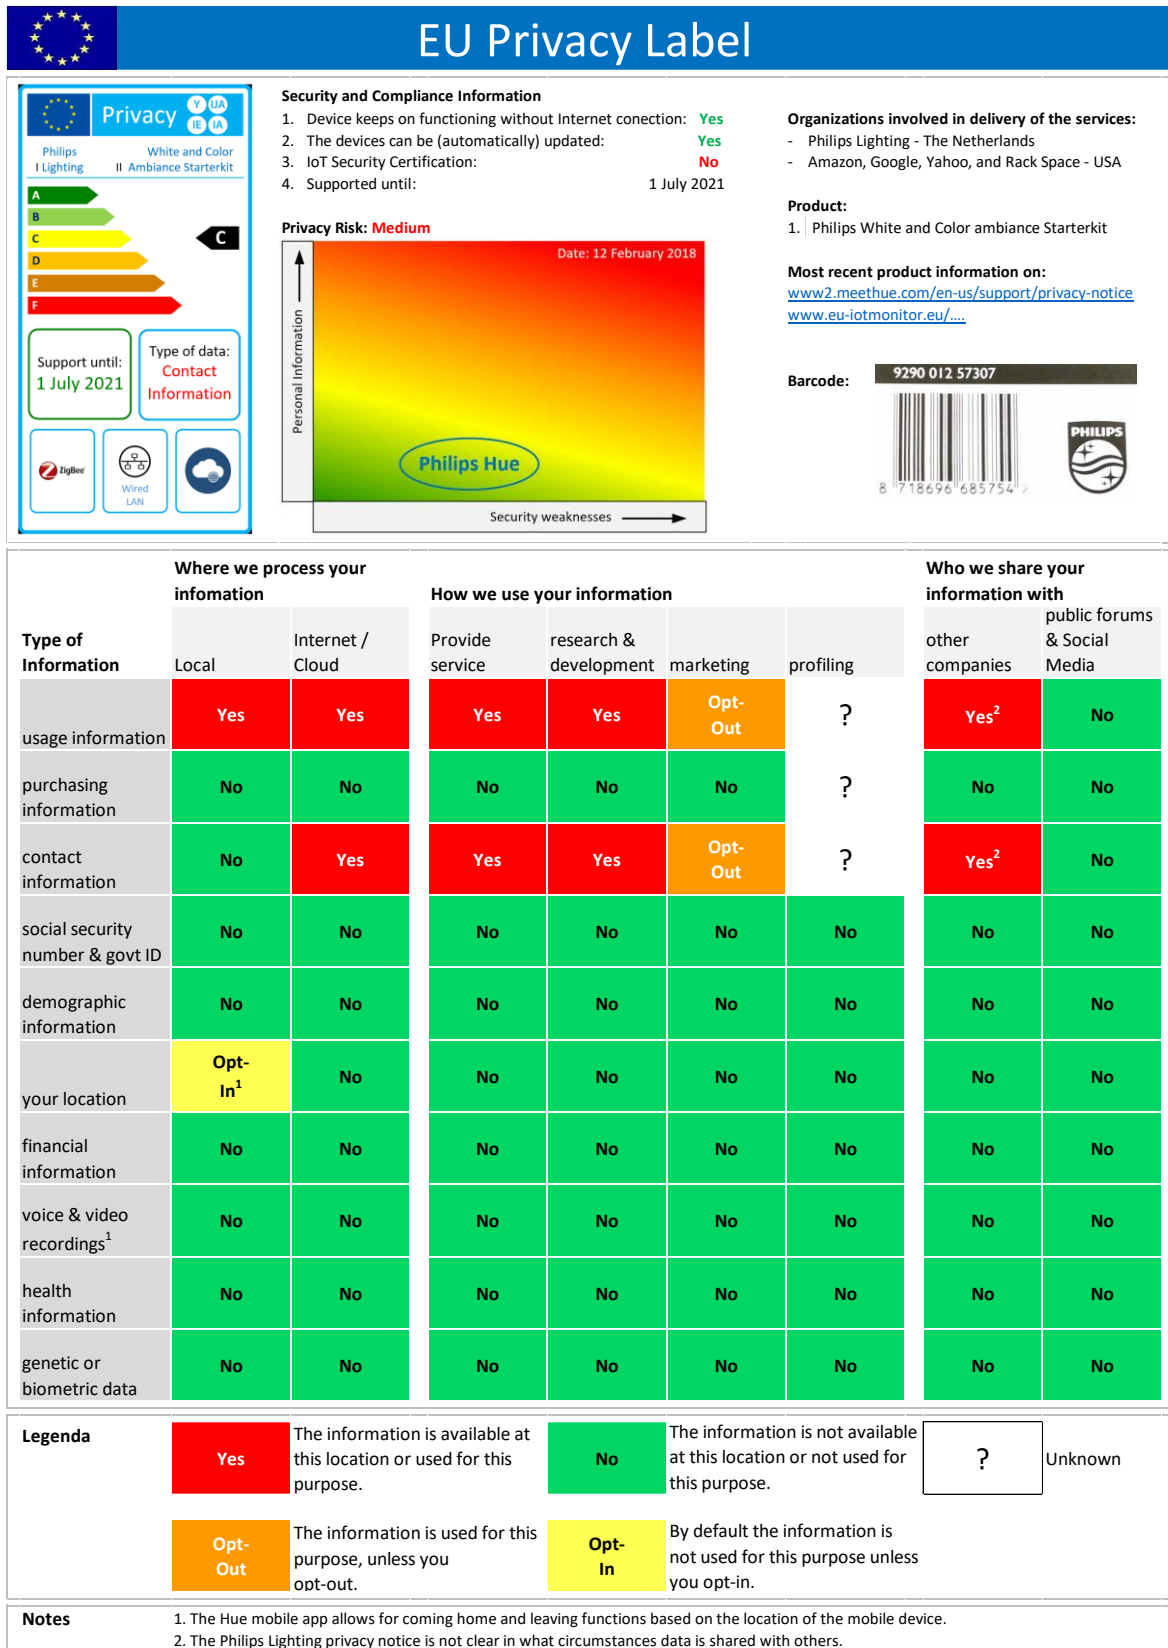 EU Privacy Label
Privacy
Y
UA
IE
IA
Philips
I Lighting
White and Color
II Ambiance Starterkit
A
B
C
D
E
F
C
Support until:
1 July 2021
Type of data:
Contact
Information
ZigBee
Wired
LAN
Security and Compliance Information
1. Device keeps on functioning without Internet conection: Yes
2. The devices can be (automatically) updated: Yes
3. IoT Security Certification: No
4. Supported until: 1 July 2021
Privacy Risk: Medium
Date: 12 February 2018
Personal Information
Philips Hue
Security weaknesses
Organizations involved in delivery of the services:
- Philips Lighting - The Netherlands
- Amazon, Google, Yahoo, and Rack Space - USA
Product:
1. Philips White and Color ambiance Starterkit
Most recent product information on:
www2.meethue.com/en-us/support/privacy-notice
www.eu-iotmonitor.eu/....
Barcode:
9290 012 57307
8 718696 685754 >
PHILIPS
Where we process your
infomation
How we use your information
Who we share your
information with
Type of
Information
Local
Internet /
Cloud
Provide
service
research &
development
marketing
profiling
other
companies
public forums
& Social
Media
usage information
Yes Yes Yes Yes Opt-
Out ? Yes2 No
purchasing
information
No No No No No ? No No
contact
information
No Yes Yes Yes Opt-
Out ? Yes2 No
social security
number & govt ID
No No No No No No No No
demographic
information
No No No No No No No No
your location
Opt-
In1 No No No No No No No
financial
information
No No No No No No No No
voice & video
recordings1
No No No No No No No No
health
information
No No No No No No No No
genetic or
biometric data
No No No No No No No No
Legenda
Yes
The information is available at
this location or used for this
purpose.
No
The information is not available
at this location or not used for
this purpose.
?
Unknown
Opt-
Out
The information is used for this
purpose, unless you
opt-out.
Opt-
In
By default the information is
not used for this purpose unless
you opt-in.
Notes
1. The Hue mobile app allows for coming home and leaving functions based on the location of the mobile device.
2. The Philips Lighting privacy notice is not clear in what circumstances data is shared with others.